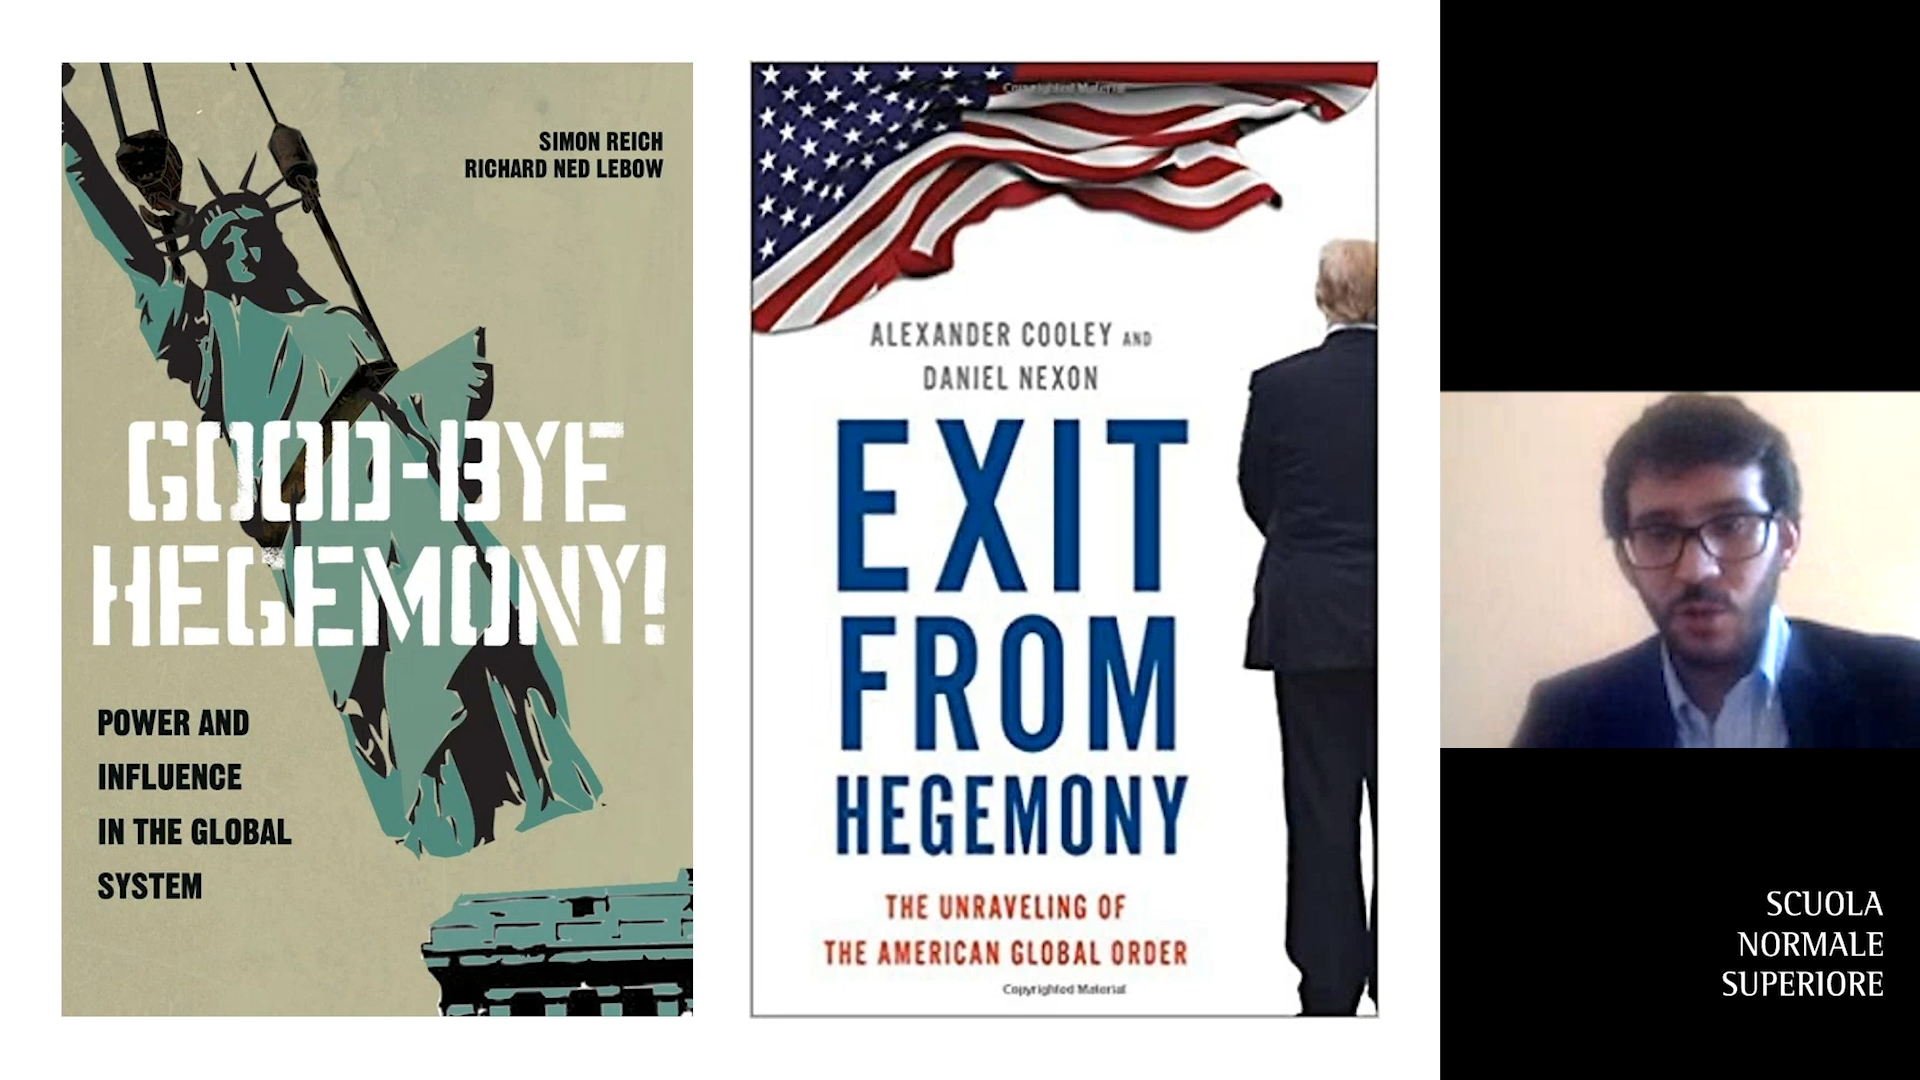 SIMON REICH
RICHARD NED LEBOW
GOOD-BYE
HEGEMONY!
POWER AND
INFLUENCE
IN THE GLOBAL
SYSTEM
Copyrighted Material
ALEXANDER COOLEY AND
DANIEL NEXON
EXIT
FROM
HEGEMONY
THE UNRAVELING OF
THE AMERICAN GLOBAL ORDER
Copyrighted Material
SCUOLA
NORMALE
SUPERIORE